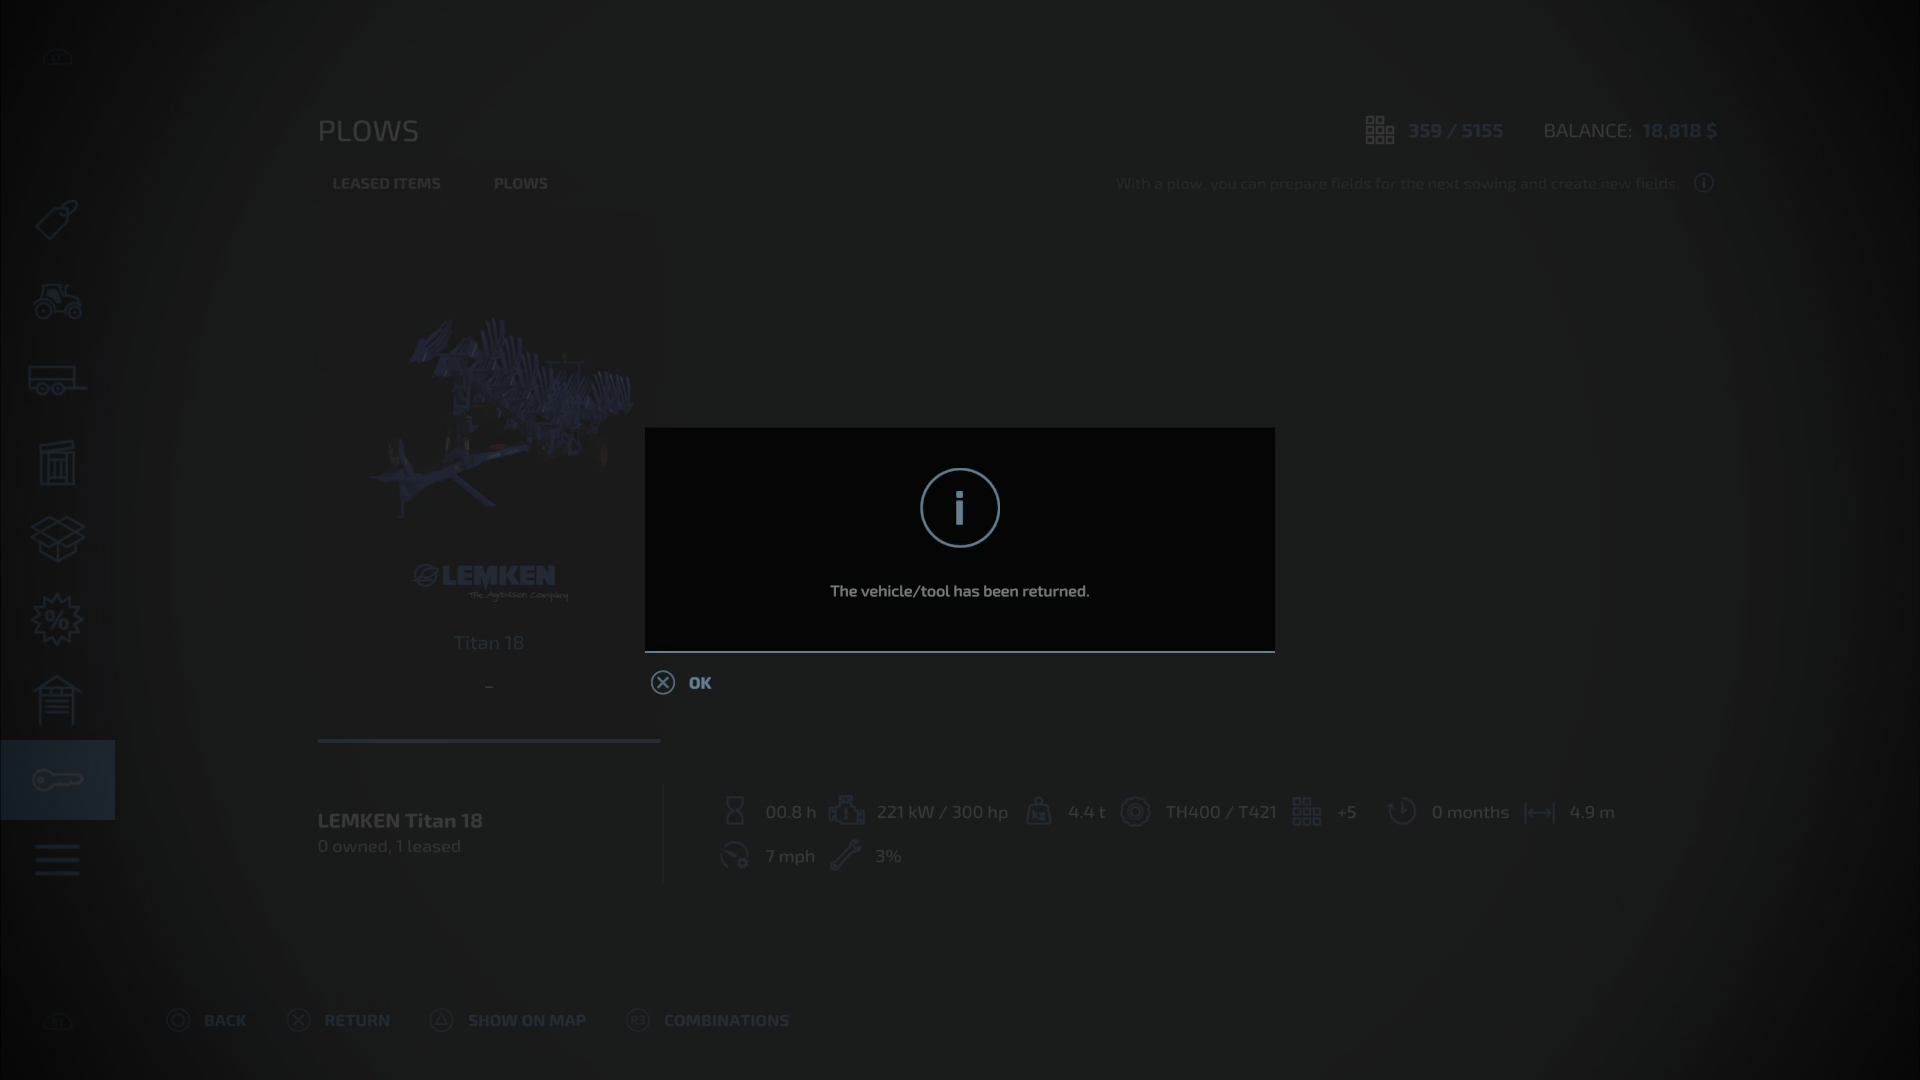 PLOWS
359 / 5155 BALANCE: 18,818 $
LEASED ITEMS PLOWS
With a plow, you can prepare fields for the next sowing and create new fields. i
%
LEMKEN
The Agrovision Company
Titan 18
–
i
The vehicle/tool has been returned.
OK
LEMKEN Titan 18
0 owned, 1 leased
00.8 h 221 kW / 300 hp kg 4.4 t TH400 / T421 +5 0 months 4.9 m
7 mph 3%
BACK RETURN SHOW ON MAP R3 COMBINATIONS